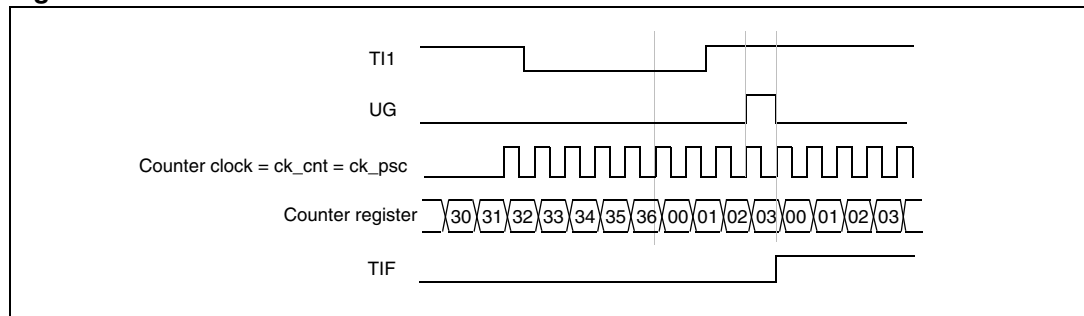 TI1
UG
Counter clock = ck_cnt = ck_psc
Counter register 30 31 32 33 34 35 36 00 01 02 03 00 01 02 03
TIF